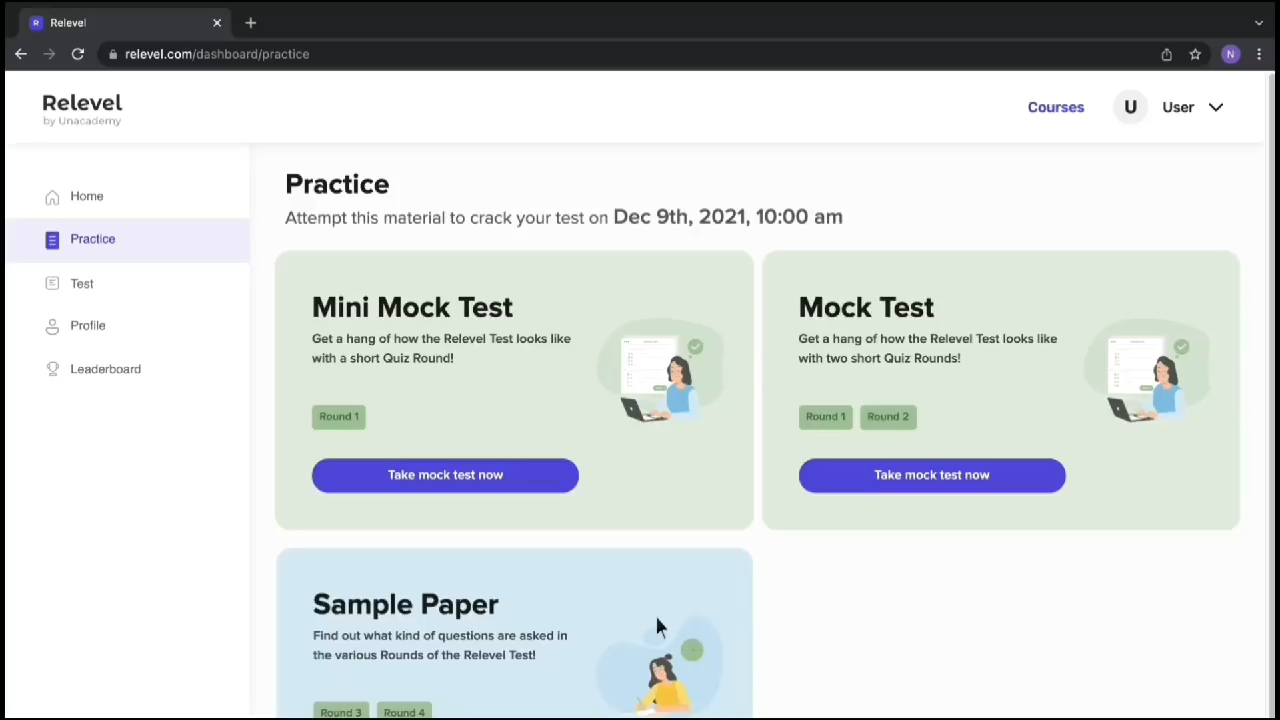 Relevel
relevel.com/dashboard/practice
N
Relevel
by Unacademy
Courses
U
User
Home
Practice
Test
Profile
Leaderboard
Practice
Attempt this material to crack your test on Dec 9th, 2021, 10:00 am
Mini Mock Test
Get a hang of how the Relevel Test looks like
with a short Quiz Round!
Round 1
Take mock test now
Mock Test
Get a hang of how the Relevel Test looks like
with two short Quiz Rounds!
Round 1 Round 2
Take mock test now
Sample Paper
Find out what kind of questions are asked in
the various Rounds of the Relevel Test!
Round 3 Round 4